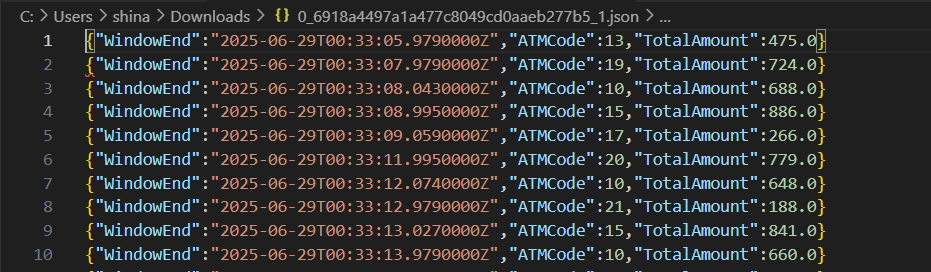 C: > Users > shina > Downloads > {} 0_6918a4497a1a477c8049cd0aaeb277b5_1.json > ...
1 {"WindowEnd":"2025-06-29T00:33:05.9790000Z","ATMCode":13,"TotalAmount":475.0}
2 {"WindowEnd":"2025-06-29T00:33:07.9790000Z","ATMCode":19,"TotalAmount":724.0}
3 {"WindowEnd":"2025-06-29T00:33:08.0430000Z","ATMCode":10,"TotalAmount":688.0}
4 {"WindowEnd":"2025-06-29T00:33:08.9950000Z","ATMCode":15,"TotalAmount":886.0}
5 {"WindowEnd":"2025-06-29T00:33:09.0590000Z","ATMCode":17,"TotalAmount":266.0}
6 {"WindowEnd":"2025-06-29T00:33:11.9950000Z","ATMCode":20,"TotalAmount":779.0}
7 {"WindowEnd":"2025-06-29T00:33:12.0740000Z","ATMCode":10,"TotalAmount":648.0}
8 {"WindowEnd":"2025-06-29T00:33:12.9790000Z","ATMCode":21,"TotalAmount":188.0}
9 {"WindowEnd":"2025-06-29T00:33:13.0270000Z","ATMCode":15,"TotalAmount":841.0}
10 {"WindowEnd":"2025-06-29T00:33:13.9790000Z","ATMCode":10,"TotalAmount":660.0}